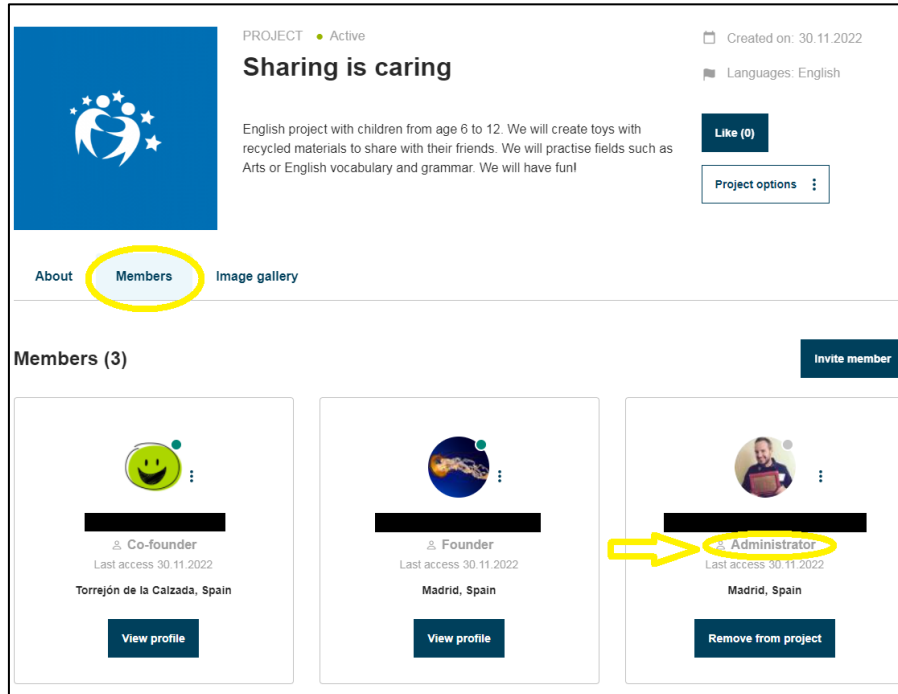 PROJECT Active
Sharing is caring
English project with children from age 6 to 12. We will create toys with
recycled materials to share with their friends. We will practise fields such as
Arts or English vocabulary and grammar. We will have fun!
Created on: 30.11.2022
Languages: English
Like (0)
Project options
About Members Image gallery
Members (3)
Invite member
Co-founder
Last access 30.11.2022
Torrejón de la Calzada, Spain
View profile
Founder
Last access 30.11.2022
Madrid, Spain
View profile
Administrator
Last access 30.11.2022
Madrid, Spain
Remove from project